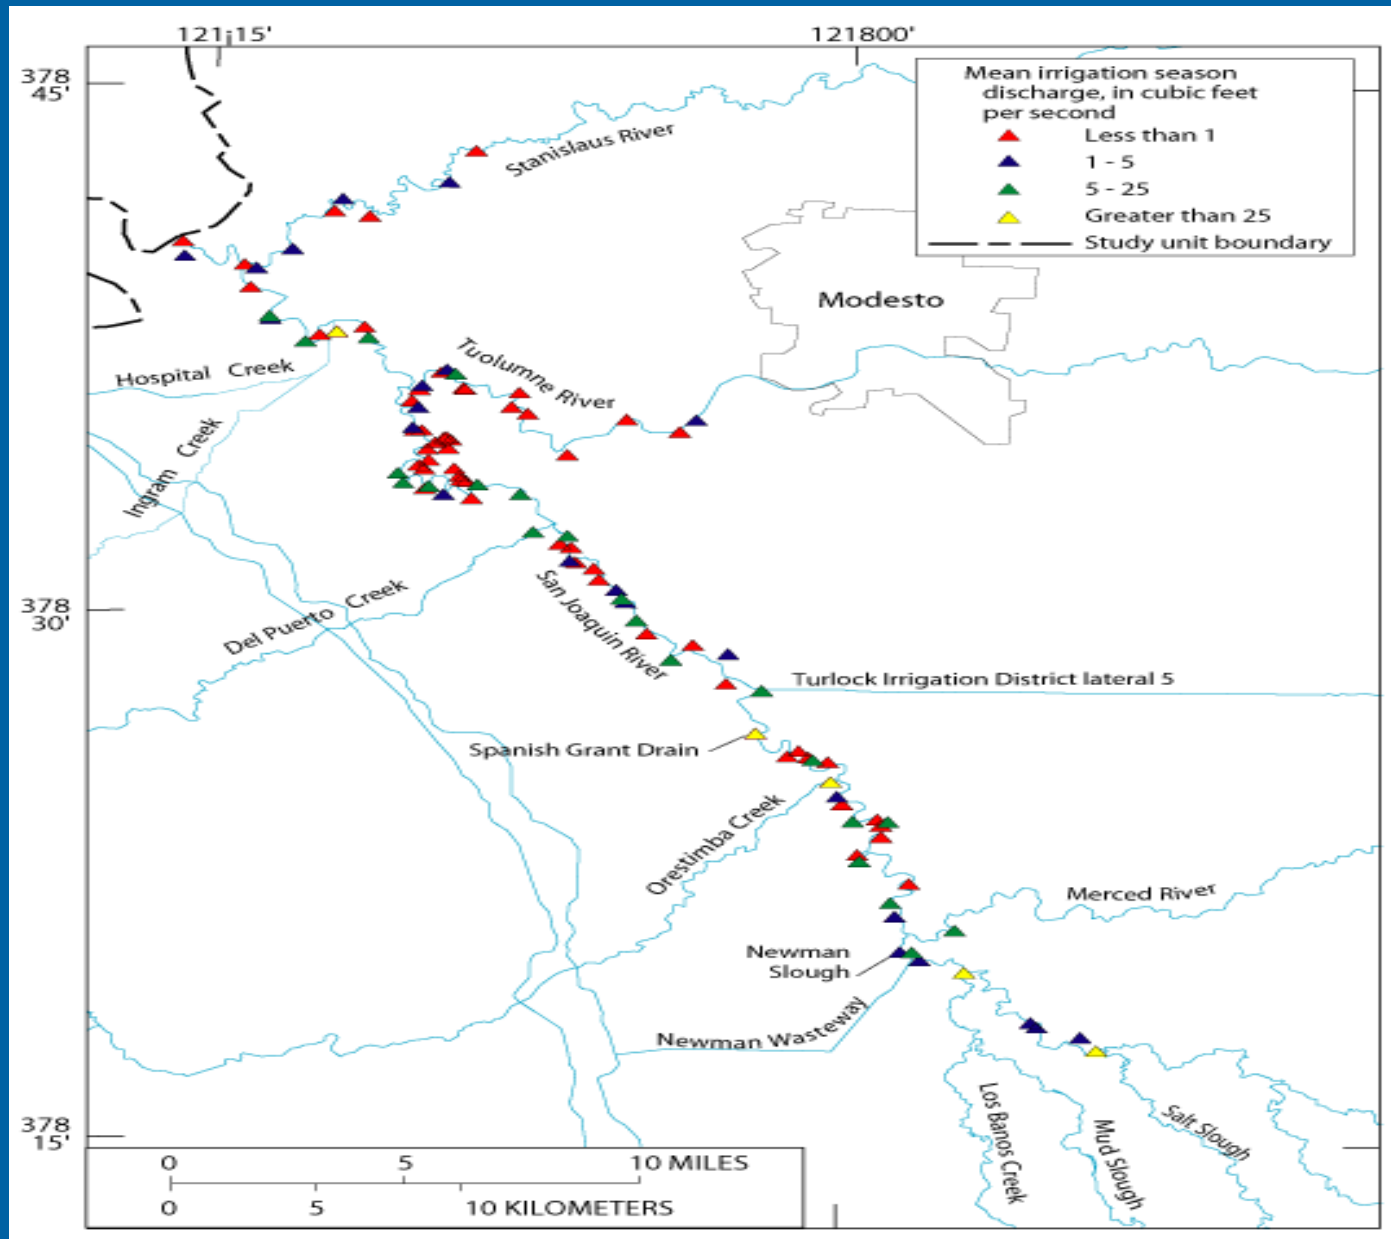 121¡15'
121800'
378
45'
Mean irrigation season
discharge, in cubic feet
per second
Less than 1
1 - 5
5 - 25
Greater than 25
Study unit boundary
Stanislaus River
Modesto
Tuolumne River
Hospital Creek
Ingram Creek
378
30'
Del Puerto Creek
San Joaquin River
Turlock Irrigation District lateral 5
Spanish Grant Drain
Orestimba Creek
Merced River
Newman
Slough
Newman Wasteway
Los Banos Creek
Mud Slough
Salt Slough
378
15'
0 5 10 MILES
0 5 10 KILOMETERS